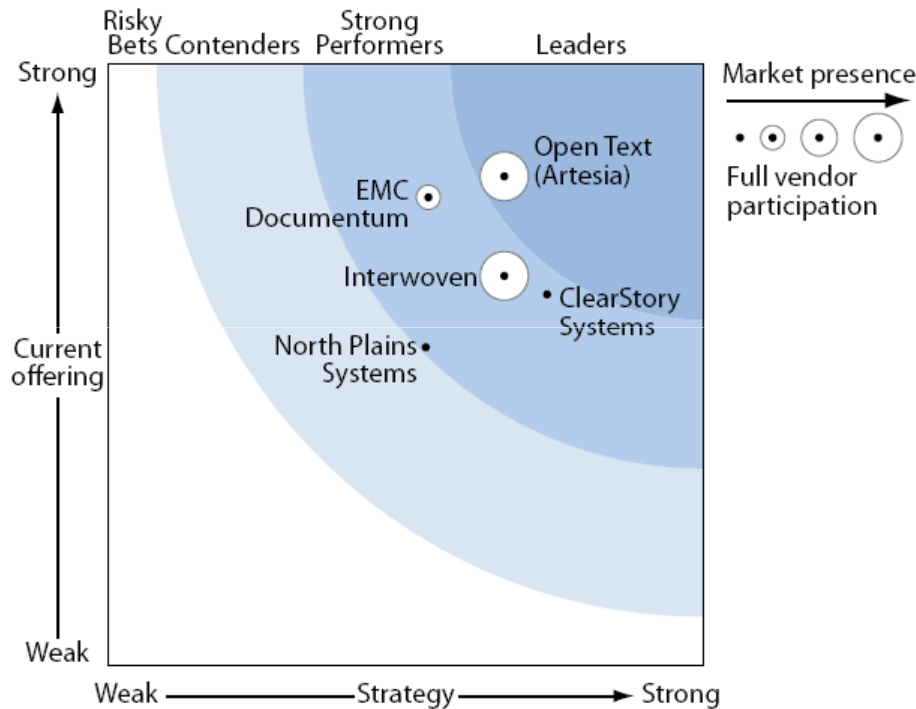 Risky
Bets
Contenders
Strong
Performers
Leaders
Strong
Market presence
Full vendor
participation
Open Text
(Artesia)
EMC
Documentum
Interwoven
ClearStory
Systems
North Plains
Systems
Current
offering
Weak
Weak
Strategy
Strong